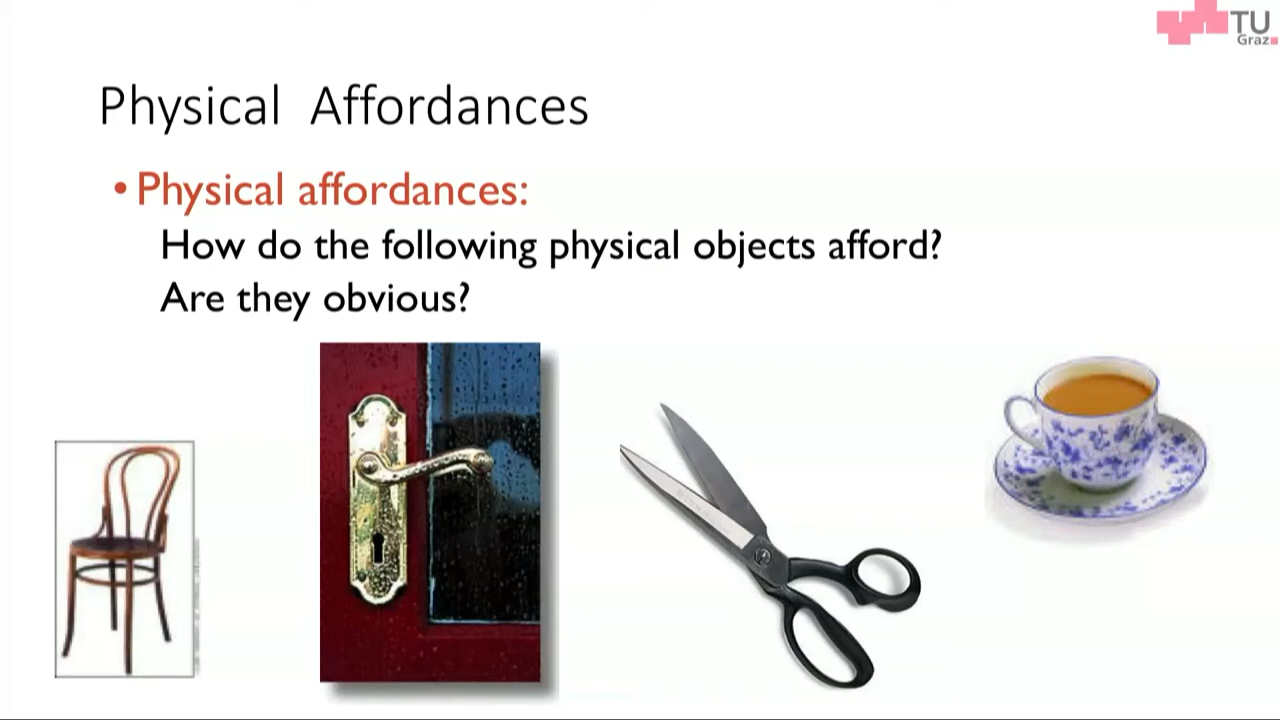 TU
Graz
Physical Affordances
• Physical affordances:
How do the following physical objects afford?
Are they obvious?